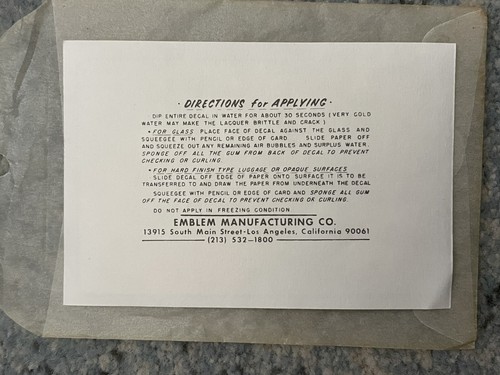 · DIRECTIONS for APPLYING ·
DIP ENTIRE DECAL IN WATER FOR ABOUT 30 SECONDS (VERY COLD
WATER MAY MAKE THE LACQUER BRITTLE AND CRACK)
• FOR GLASS PLACE FACE OF DECAL AGAINST THE GLASS AND
SQUEEGEE WITH PENCIL OR EDGE OF CARD. SLIDE PAPER OFF
AND SQUEEZE OUT ANY REMAINING AIR BUBBLES AND SURPLUS WATER.
SPONGE OFF ALL THE GUM FROM BACK OF DECAL TO PREVENT
CHECKING OR CURLING.
• FOR HARD FINISH TYPE LUGGAGE OR OPAQUE SURFACES
SLIDE DECAL OFF EDGE OF PAPER ONTO SURFACE IT IS TO BE
TRANSFERRED TO AND DRAW THE PAPER FROM UNDERNEATH THE DECAL
SQUEEGEE WITH PENCIL OR EDGE OF CARD AND SPONGE ALL GUM
OFF THE FACE OF DECAL TO PREVENT CHECKING OR CURLING.
DO NOT APPLY IN FREEZING CONDITION
EMBLEM MANUFACTURING CO.
13915 South Main Street-Los Angeles, California 90061
(213) 532-1800